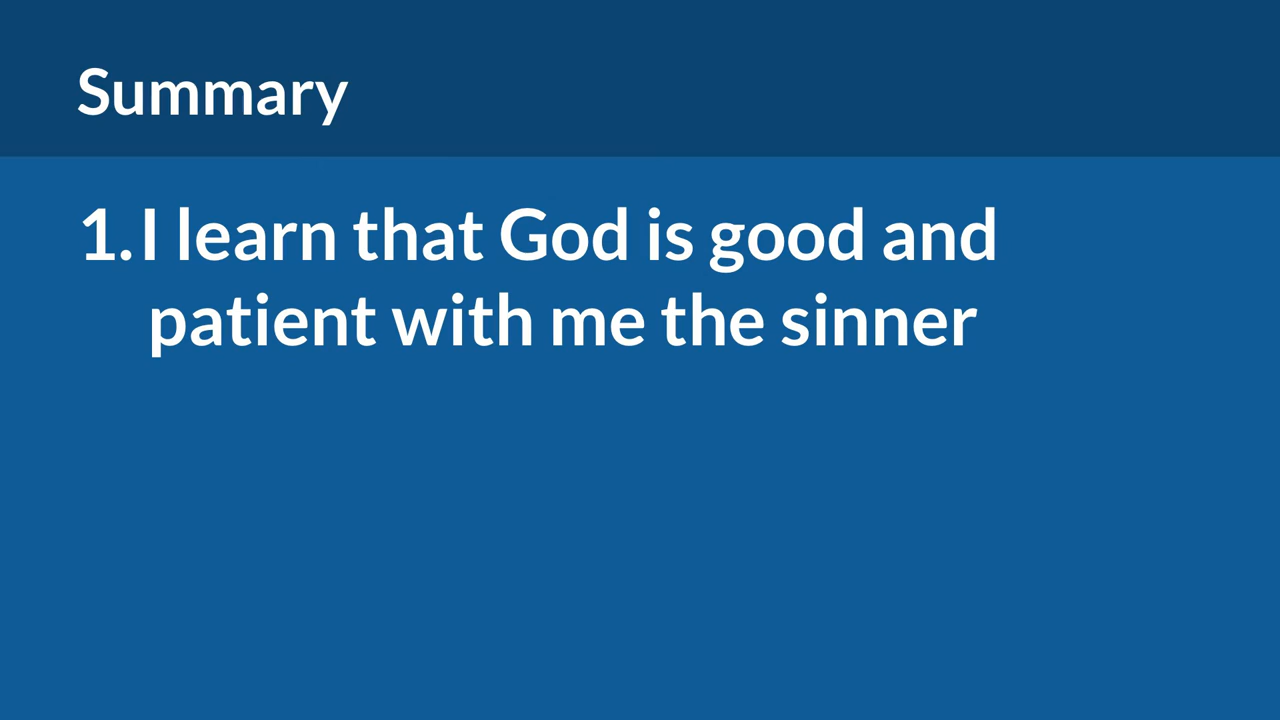 Summary
1. I learn that God is good and
patient with me the sinner